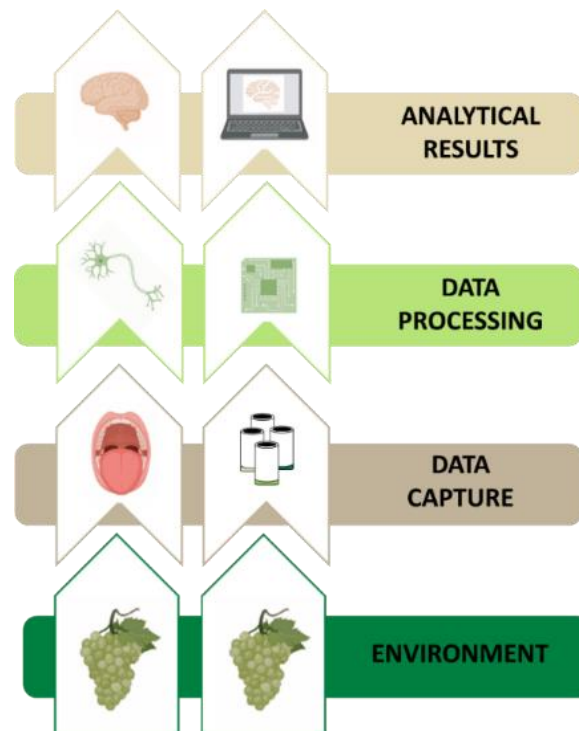 ANALYTICAL
RESULTS
DATA
PROCESSING
DATA
CAPTURE
ENVIRONMENT